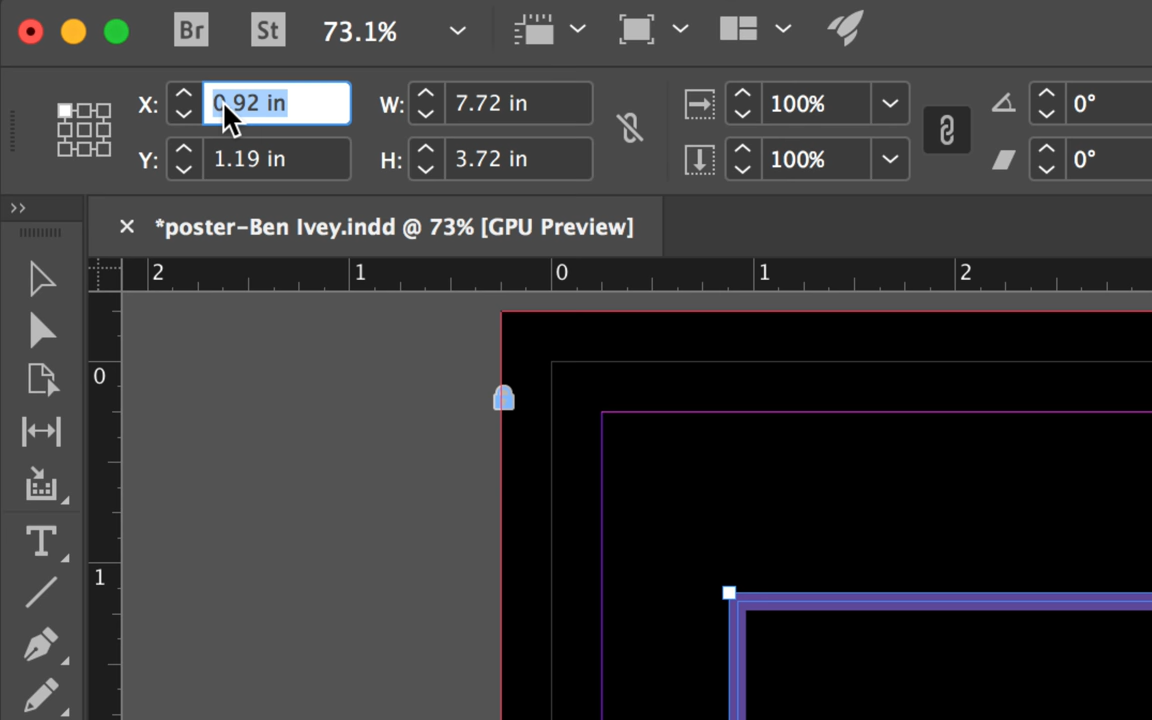 Br St 73.1%
X: 0.92 in W: 7.72 in 100% 0°
Y: 1.19 in H: 3.72 in 100% 0°
>> × *poster-Ben Ivey.indd @ 73% [GPU Preview]
2 1 0 1 2
0
1
T